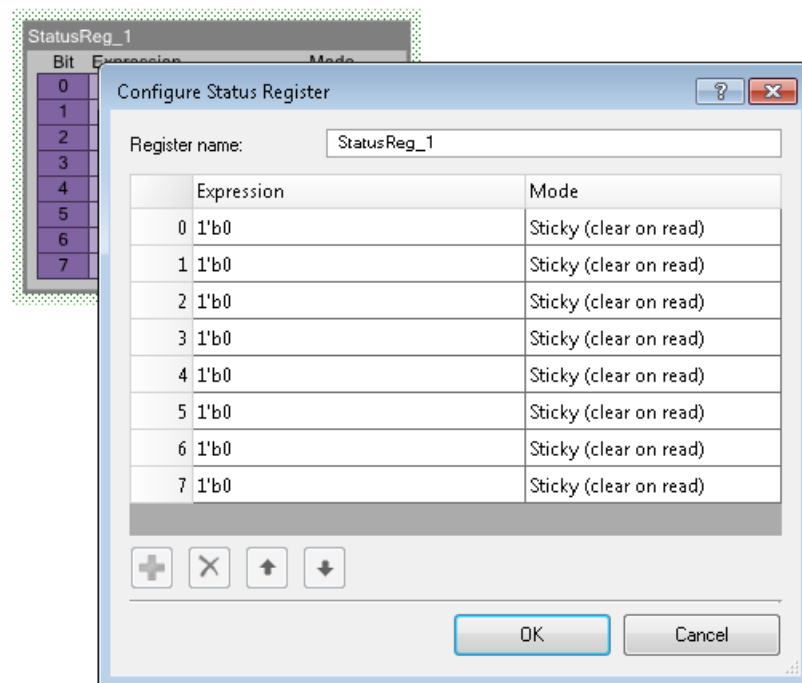 StatusReg_1
Bit Expression Mode
0
1
2
3
4
5
6
7
Configure Status Register
Register name: StatusReg_1
Expression Mode
0 1'b0 Sticky (clear on read)
1 1'b0 Sticky (clear on read)
2 1'b0 Sticky (clear on read)
3 1'b0 Sticky (clear on read)
4 1'b0 Sticky (clear on read)
5 1'b0 Sticky (clear on read)
6 1'b0 Sticky (clear on read)
7 1'b0 Sticky (clear on read)
OK Cancel